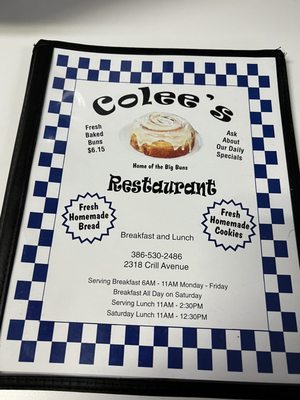 Colee's
Fresh
Baked
Buns
$6.15
Ask
About
Our Daily
Specials
Home of the Big Buns
Restaurant
Fresh
Homemade
Bread
Fresh
Homemade
Cookies
Breakfast and Lunch
386-530-2486
2318 Crill Avenue
Serving Breakfast 6AM - 11AM Monday - Friday
Breakfast All Day on Saturday
Serving Lunch 11AM - 2:30PM
Saturday Lunch 11AM - 12:30PM